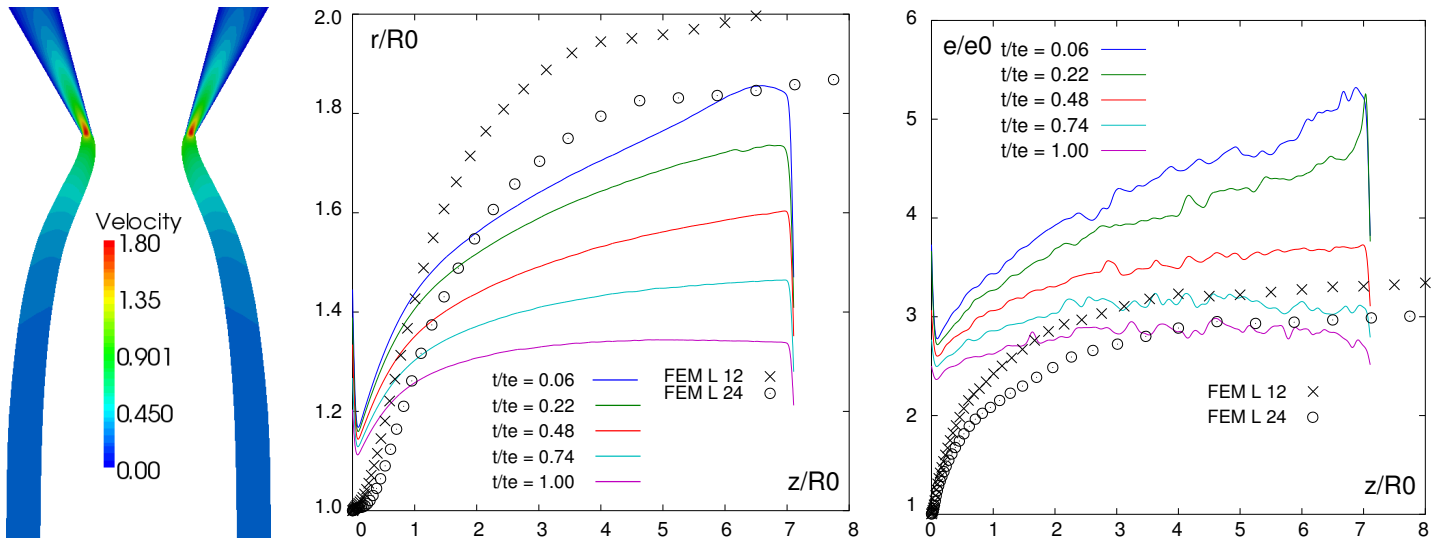 Velocity
1.80
1.35
0.901
0.450
0.00
r/R0
2.0
1.8
1.6
1.4
1.2
1.0
FEM L 12
FEM L 24
t/te = 0.06
t/te = 0.22
t/te = 0.48
t/te = 0.74
t/te = 1.00
z/R0
0 1 2 3 4 5 6 7 8
e/e0
6
5
4
3
2
1
t/te = 0.06
t/te = 0.22
t/te = 0.48
t/te = 0.74
t/te = 1.00
FEM L 12
FEM L 24
z/R0
0 1 2 3 4 5 6 7 8